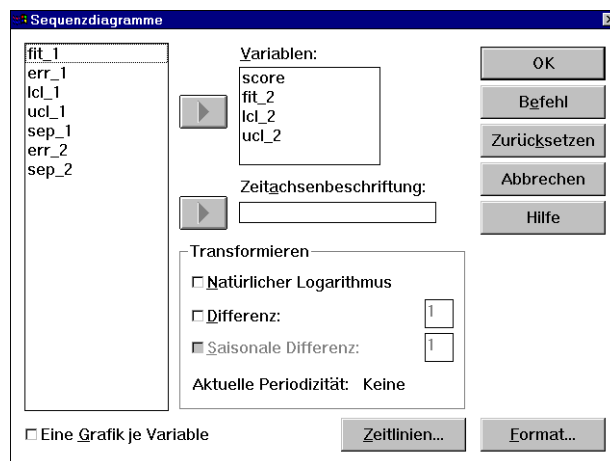 Sequenzdiagramme
fit_1
err_1
lcl_1
ucl_1
sep_1
err_2
sep_2
Variablen:
score
fit_2
lcl_2
ucl_2
Zeitachsenbeschriftung:
Transformieren
Natürlicher Logarithmus
Differenz: 1
Saisonale Differenz: 1
Aktuelle Periodizität: Keine
OK
Befehl
Zurücksetzen
Abbrechen
Hilfe
Eine Grafik je Variable
Zeitlinien...
Format...